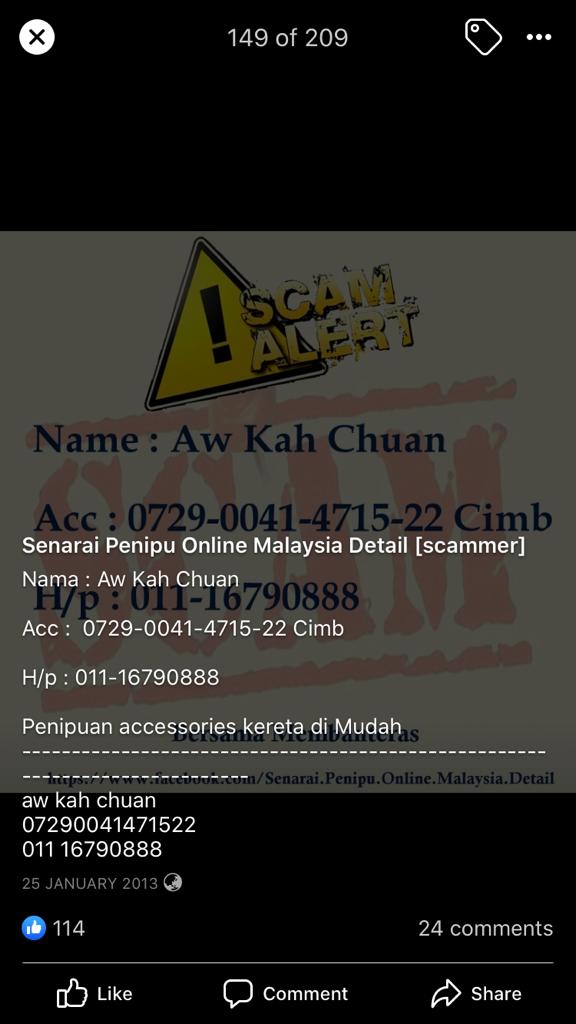 149 of 209
SCAM
ALERT
Name : Aw Kah Chuan
Acc : 0729-0041-4715-22 Cimb
Senarai Penipu Online Malaysia Detail [scammer]
Nama : Aw Kah Chuan
H/p : 011-16790888
Acc :  0729-0041-4715-22 Cimb
SCAM
H/p : 011-16790888
Penipuan accessories kereta di Mudah
Bersama Membanteras
-----------------------------------------------------
-----------------------
https://www.facebook.com/Senarai.Penipu.Online.Malaysia.Detail
aw kah chuan
07290041471522
011 16790888
25 JANUARY 2013
114
24 comments
Like
Comment
Share